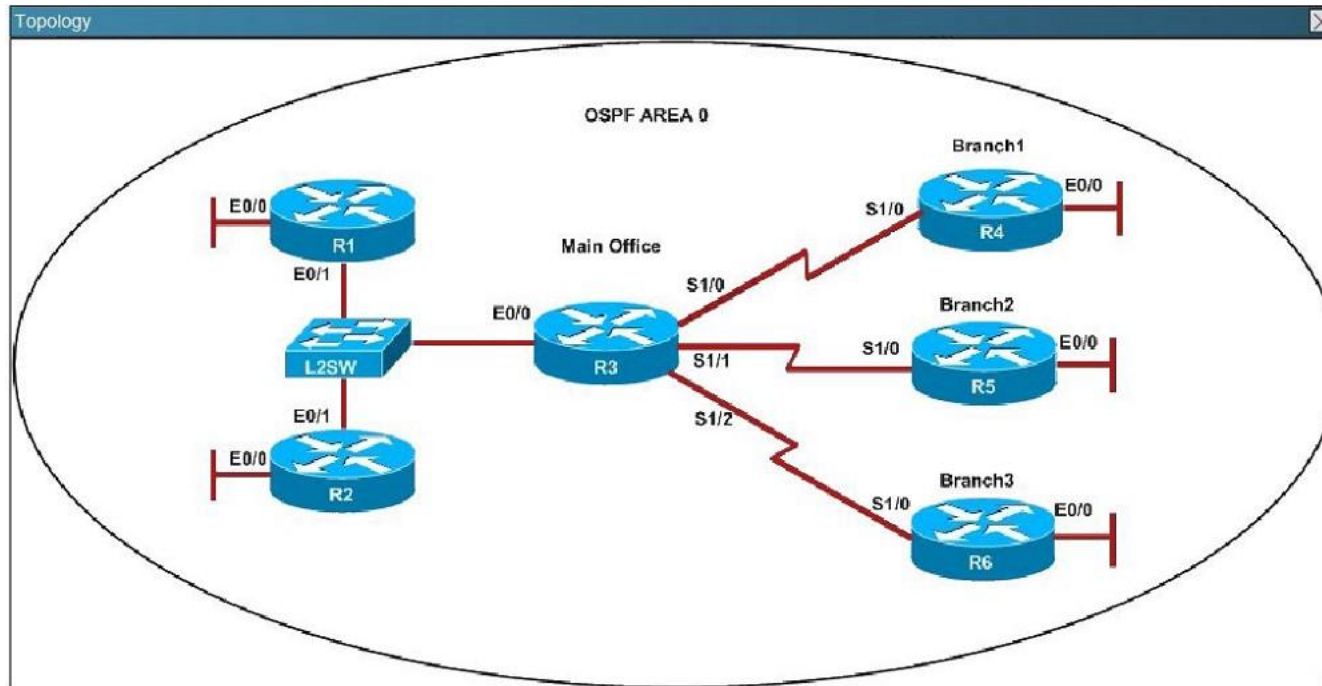 Topology
OSPF AREA 0
Branch1
E0/0
E0/0
S1/0
R1
R4
Main Office
E0/1
S1/0
E0/0
Branch2
S1/0
E0/0
L2SW
R3
S1/1
R5
E0/1
S1/2
E0/0
Branch3
R2
S1/0
E0/0
R6